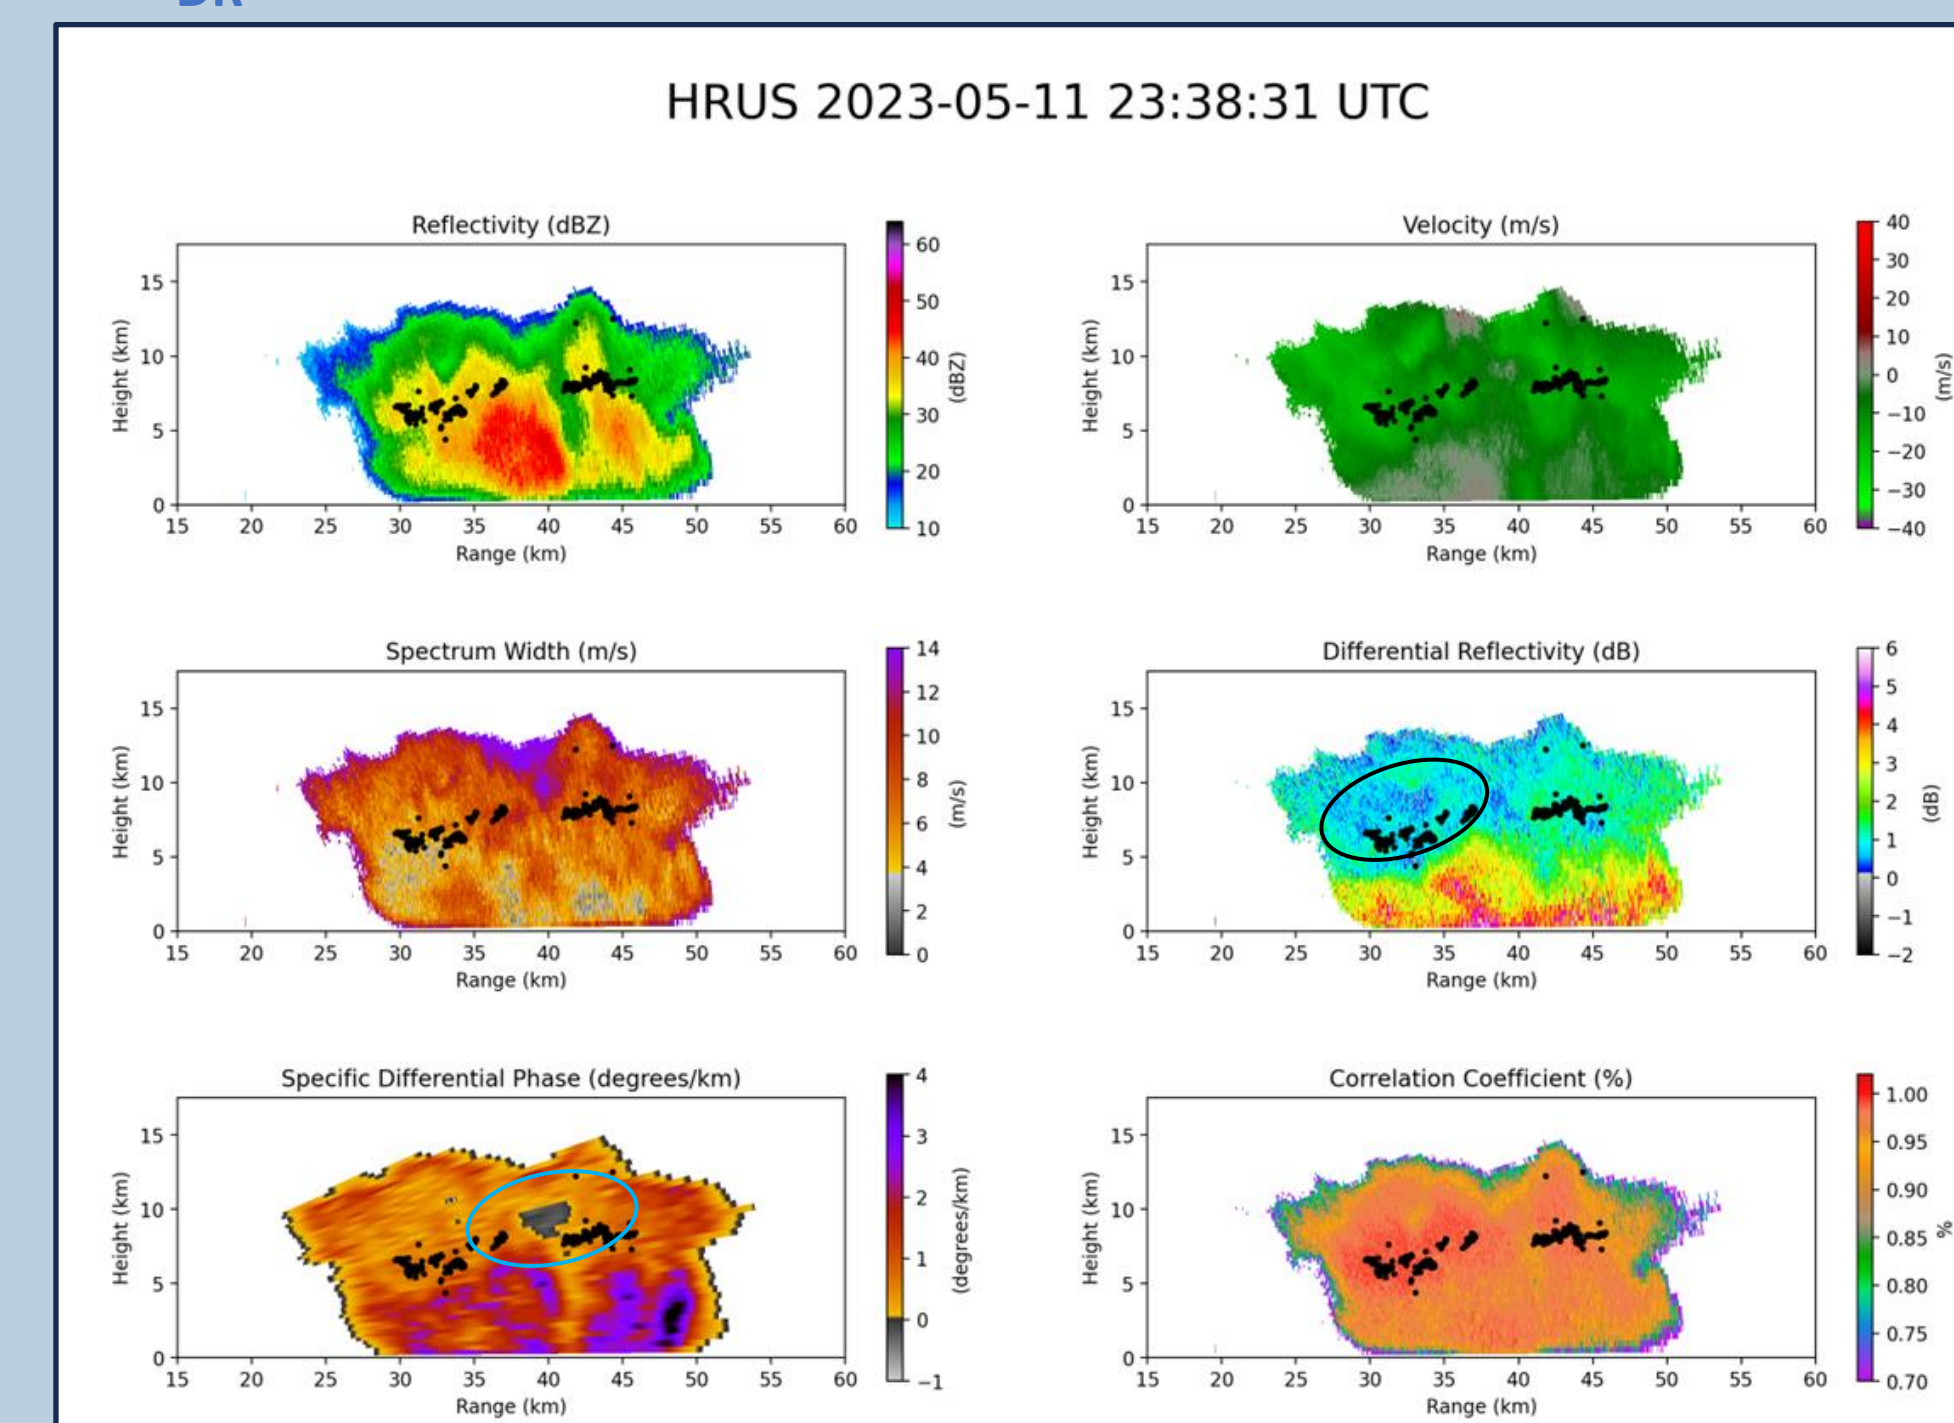 DR
HRUS 2023-05-11 23:38:31 UTC
Reflectivity (dBZ)
Height (km)
15
10
5
0
15 20 25 30 35 40 45 50 55 60
Range (km)
60
50
40
30
20
10
(dBZ)
Velocity (m/s)
Height (km)
15
10
5
0
15 20 25 30 35 40 45 50 55 60
Range (km)
40
30
20
10
0
−10
−20
−30
−40
(m/s)
Spectrum Width (m/s)
Height (km)
15
10
5
0
15 20 25 30 35 40 45 50 55 60
Range (km)
14
12
10
8
6
4
2
0
(m/s)
Differential Reflectivity (dB)
Height (km)
15
10
5
0
15 20 25 30 35 40 45 50 55 60
Range (km)
6
5
4
3
2
1
0
−1
−2
(dB)
Specific Differential Phase (degrees/km)
Height (km)
15
10
5
0
15 20 25 30 35 40 45 50 55 60
Range (km)
4
3
2
1
0
−1
(degrees/km)
Correlation Coefficient (%)
Height (km)
15
10
5
0
15 20 25 30 35 40 45 50 55 60
Range (km)
1.00
0.95
0.90
0.85
0.80
0.75
0.70
%